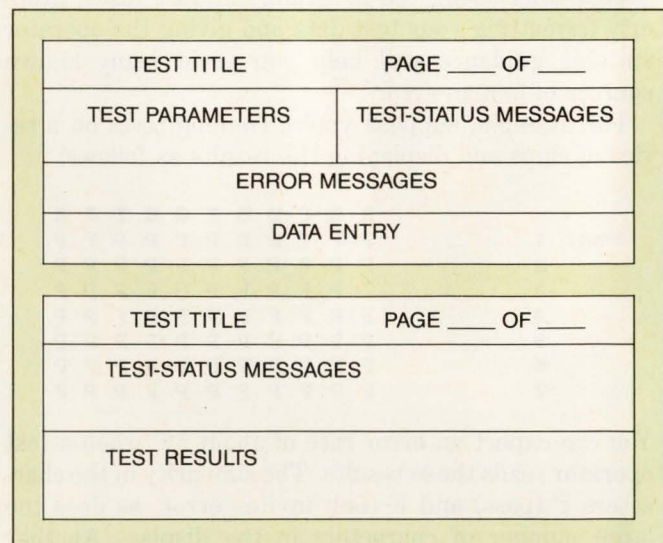 TEST TITLE PAGE ____ OF ____
TEST PARAMETERS TEST-STATUS MESSAGES
ERROR MESSAGES
DATA ENTRY
TEST TITLE PAGE ____ OF ____
TEST-STATUS MESSAGES
TEST RESULTS